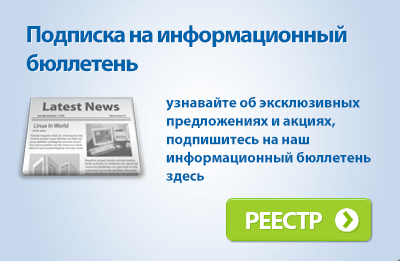 Подписка на информационный
бюллетень
Latest News
Linux in World
узнавайте об эксклюзивных
предложениях и акциях,
подпишитесь на наш
информационный бюллетень
здесь
РЕЕСТР